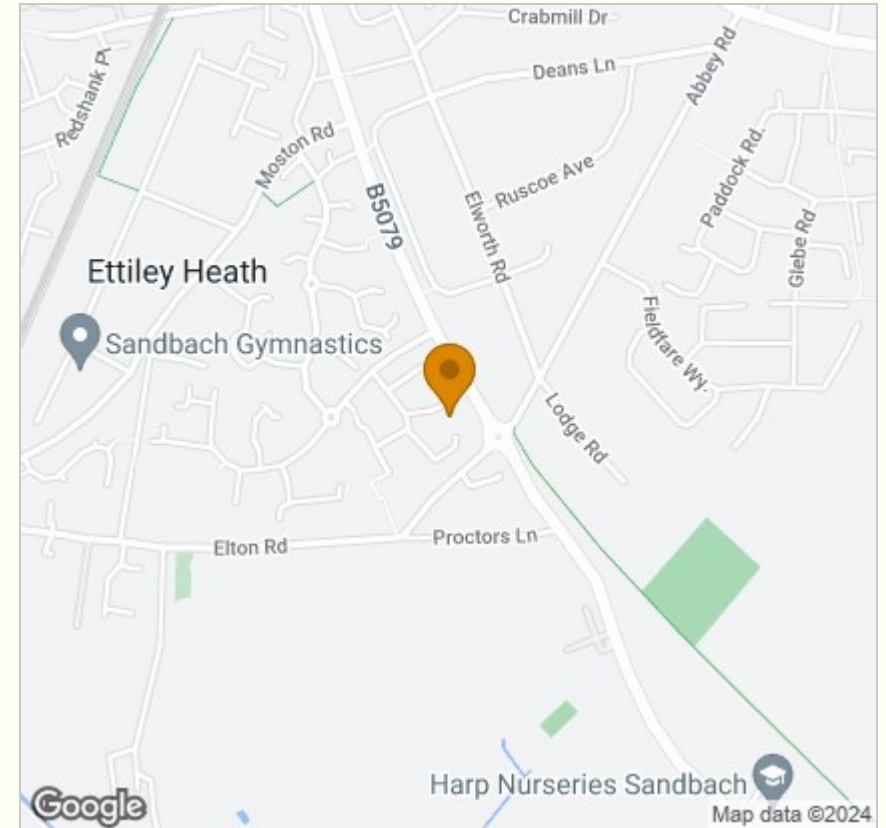 Crabmill Dr
Redshank Pl
Deans Ln
Abbey Rd
Moston Rd
Paddock Rd.
Ruscoe Ave
B5079
Elworth Rd
Glebe Rd
Ettiley Heath
Sandbach Gymnastics
Fieldfare Wy.
Lodge Rd
Elton Rd
Proctors Ln
Harp Nurseries Sandbach
Google
Map data ©2024